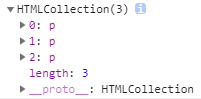 ▼HTMLCollection(3) i
▶0: p
▶1: p
▶2: p
length: 3
▶__proto__: HTMLCollection